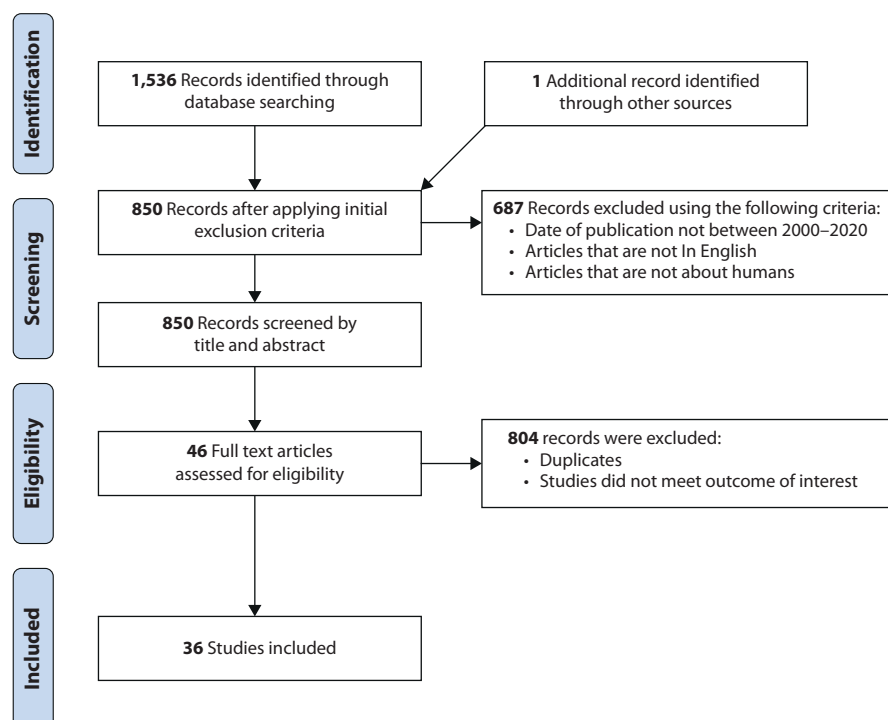 Identification
1,536 Records identified through
database searching
1 Additional record identified
through other sources
Screening
850 Records after applying initial
exclusion criteria
687 Records excluded using the following criteria:
• Date of publication not between 2000–2020
• Articles that are not In English
• Articles that are not about humans
850 Records screened by
title and abstract
Eligibility
46 Full text articles
assessed for eligibility
804 records were excluded:
• Duplicates
• Studies did not meet outcome of interest
Included
36 Studies included